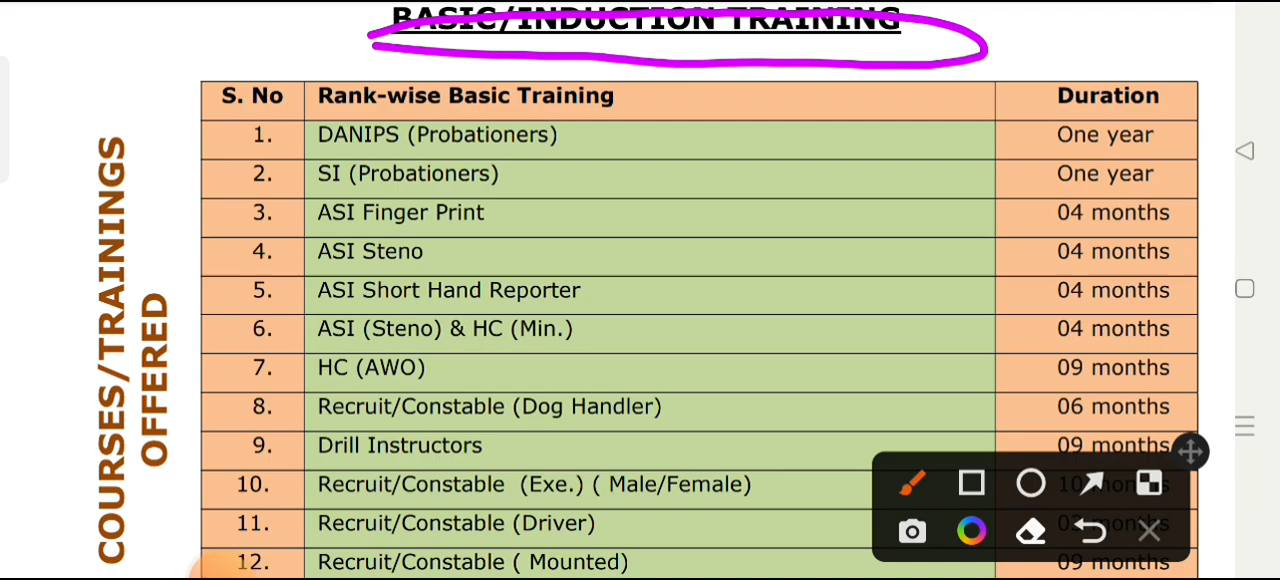 BASIC/INDUCTION TRAINING
COURSES/TRAININGS
OFFERED
S. No Rank-wise Basic Training Duration
1. DANIPS (Probationers) One year
2. SI (Probationers) One year
3. ASI Finger Print 04 months
4. ASI Steno 04 months
5. ASI Short Hand Reporter 04 months
6. ASI (Steno) & HC (Min.) 04 months
7. HC (AWO) 09 months
8. Recruit/Constable (Dog Handler) 06 months
9. Drill Instructors 09 months
10. Recruit/Constable (Exe.) ( Male/Female) 10 months
11. Recruit/Constable (Driver) months
12. Recruit/Constable ( Mounted) 09 months